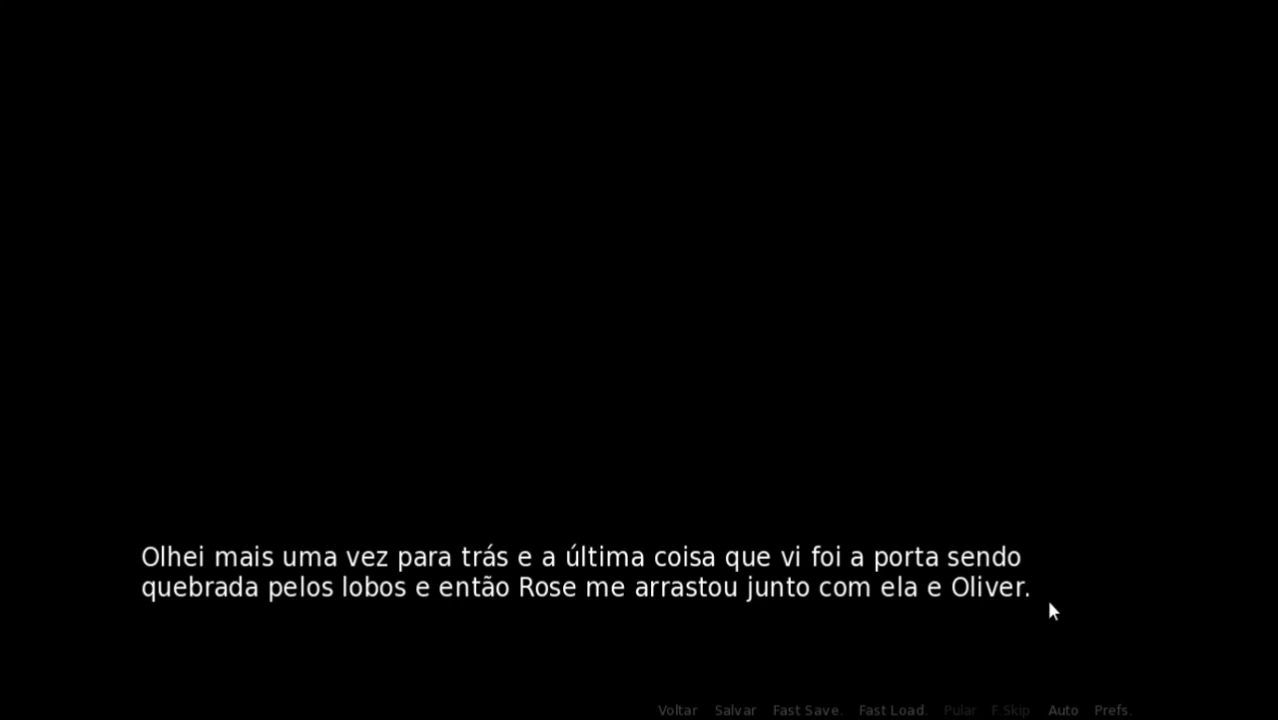 Olhei mais uma vez para trás e a última coisa que vi foi a porta sendo
quebrada pelos lobos e então Rose me arrastou junto com ela e Oliver.
Voltar Salvar Fast Save. Fast Load. Pular F.Skip Auto Prefs.